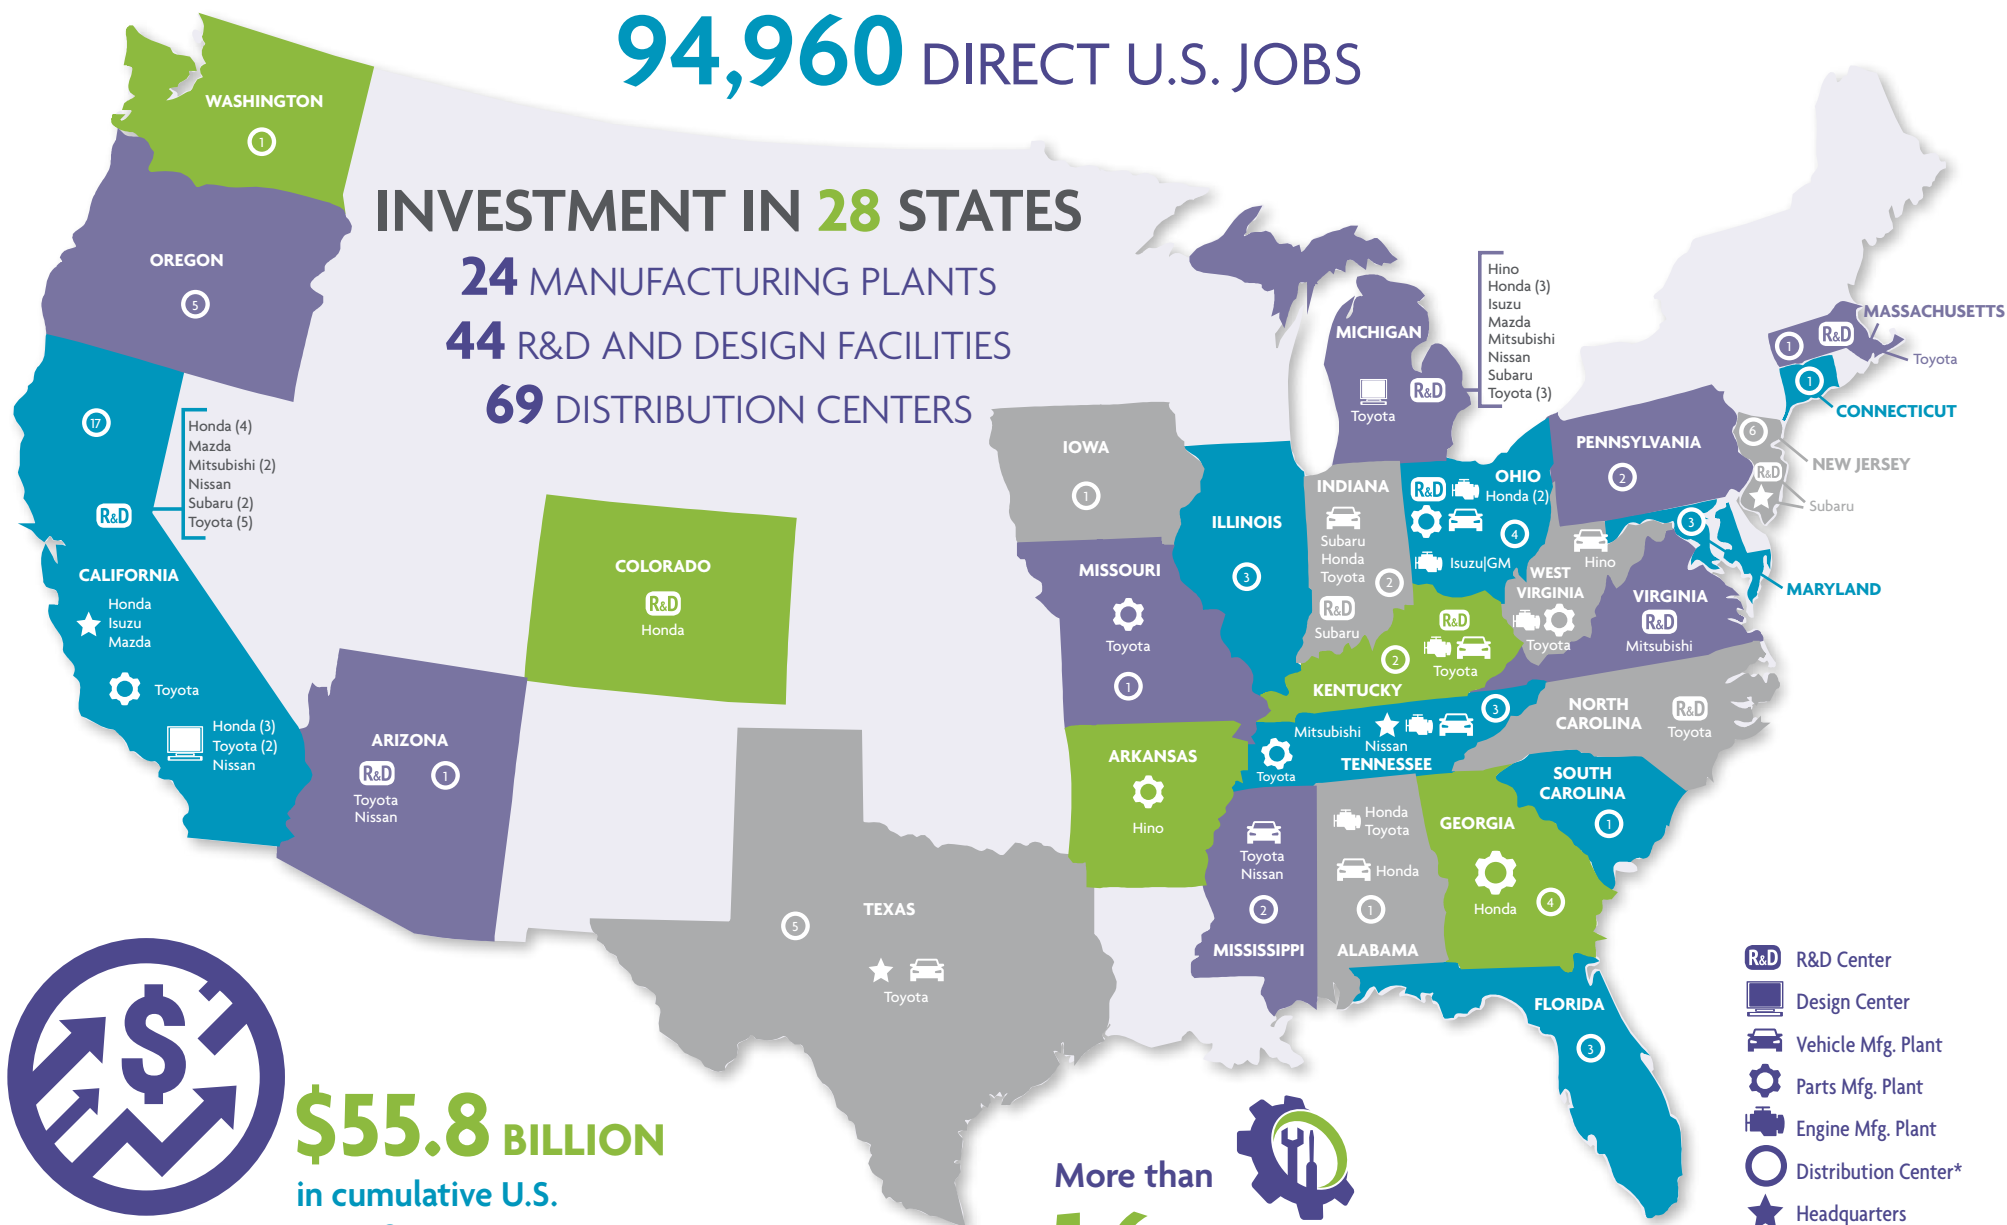 94,960 DIRECT U.S. JOBS
INVESTMENT IN 28 STATES
24 MANUFACTURING PLANTS
44 R&D AND DESIGN FACILITIES
69 DISTRIBUTION CENTERS
WASHINGTON
1
OREGON
5
17
Honda (4)
Mazda
Mitsubishi (2)
Nissan
Subaru (2)
Toyota (5)
R&D
CALIFORNIA
Honda
Isuzu
Mazda
Toyota
Honda (3)
Toyota (2)
Nissan
ARIZONA
R&D
1
Toyota
Nissan
COLORADO
R&D
Honda
TEXAS
5
Toyota
IOWA
1
MISSOURI
Toyota
1
ARKANSAS
Hino
ILLINOIS
3
MICHIGAN
R&D
Toyota
Hino
Honda (3)
Isuzu
Mazda
Mitsubishi
Nissan
Subaru
Toyota (3)
INDIANA
Subaru
Honda
Toyota
2
R&D
Subaru
OHIO
R&D
Honda (2)
4
Isuzu|GM
KENTUCKY
R&D
2
Toyota
TENNESSEE
Mitsubishi
Nissan
3
Toyota
MISSISSIPPI
Toyota
Nissan
2
ALABAMA
Honda
Toyota
Honda
1
GEORGIA
Honda
4
FLORIDA
3
SOUTH
CAROLINA
1
NORTH
CAROLINA
R&D
Toyota
VIRGINIA
R&D
Mitsubishi
WEST
VIRGINIA
Hino
Toyota
PENNSYLVANIA
2
MARYLAND
3
NEW JERSEY
6
R&D
Subaru
CONNECTICUT
1
MASSACHUSETTS
1
R&D
Toyota
$
$55.8 BILLION
in cumulative U.S.
More than
R&D R&D Center
Design Center
Vehicle Mfg. Plant
Parts Mfg. Plant
Engine Mfg. Plant
Distribution Center*
Headquarters